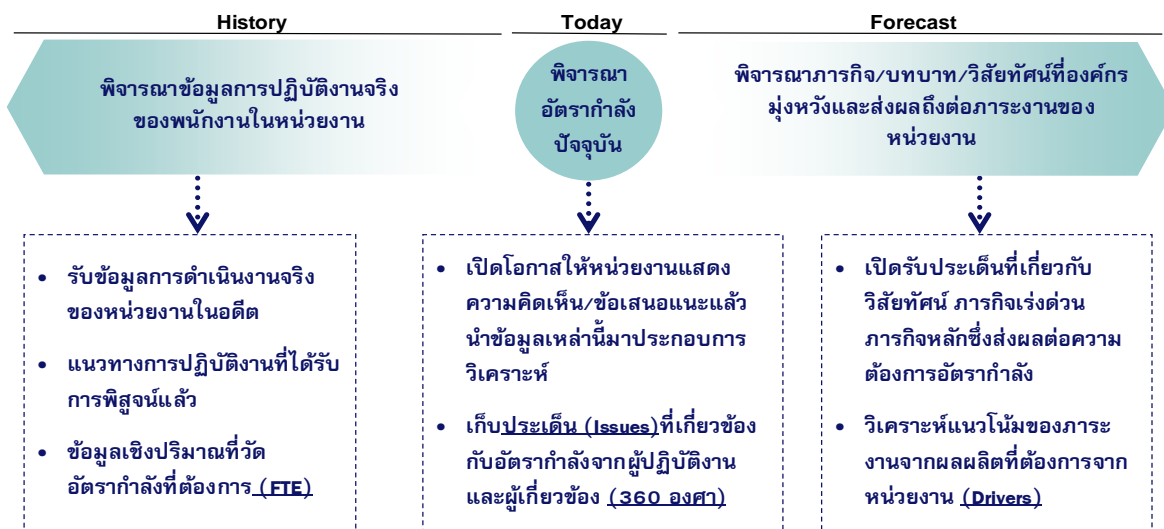 History
Today
Forecast
พิจารณาข้อมูลการปฏิบัติงานจริง
ของพนักงานในหน่วยงาน
พิจารณา
อัตรากำลัง
ปัจจุบัน
พิจารณาภารกิจ/บทบาท/วิสัยทัศน์ที่องค์กร
มุ่งหวังและส่งผลถึงต่อภาระงานของ
หน่วยงาน
• รับข้อมูลการดำเนินงานจริง
ของหน่วยงานในอดีต
• แนวทางการปฏิบัติงานที่ได้รับ
การพิสูจน์แล้ว
• ข้อมูลเชิงปริมาณที่วัด
อัตรากำลังที่ต้องการ (FTE)
• เปิดโอกาสให้หน่วยงานแสดง
ความคิดเห็น/ข้อเสนอแนะแล้ว
นำข้อมูลเหล่านี้มาประกอบการ
วิเคราะห์
• เก็บประเด็น (Issues)ที่เกี่ยวข้อง
กับอัตรากำลังจากผู้ปฏิบัติงาน
และผู้เกี่ยวข้อง (360 องศา)
• เปิดรับประเด็นที่เกี่ยวกับ
วิสัยทัศน์ ภารกิจเร่งด่วน
ภารกิจหลักซึ่งส่งผลต่อความ
ต้องการอัตรากำลัง
• วิเคราะห์แนวโน้มของภาระ
งานจากผลผลิตที่ต้องการจาก
หน่วยงาน (Drivers)